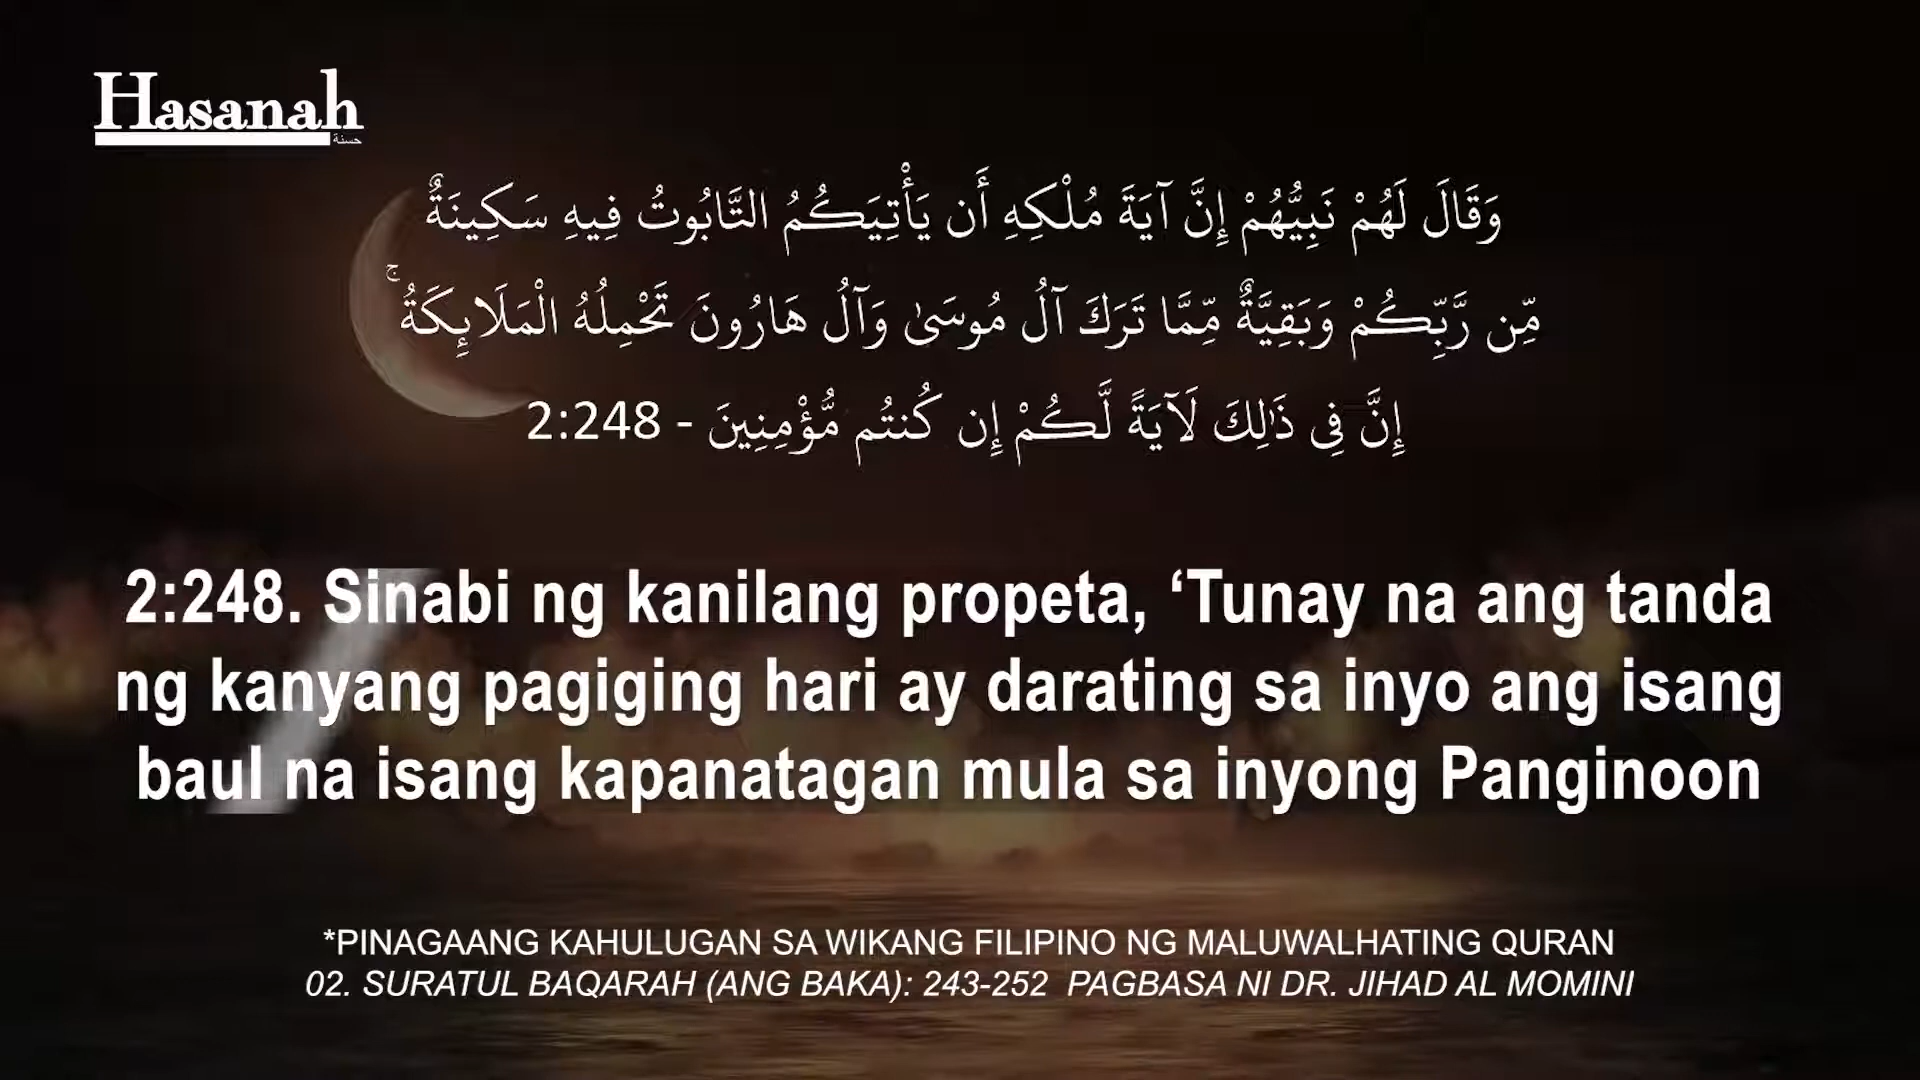 Hasanah
حسنة
وَقَالَ لَهُمْ نَبِيُّهُمْ إِنَّ آيَةَ مُلْكِهِ أَن يَأْتِيَكُمُ التَّابُوتُ فِيهِ سَكِينَةٌ
مِّن رَّبِّكُمْ وَبَقِيَّةٌ مِّمَّا تَرَكَ آلُ مُوسَىٰ وَآلُ هَارُونَ تَحْمِلُهُ الْمَلَائِكَةُ ۚ
إِنَّ فِي ذَٰلِكَ لَآيَةً لَّكُمْ إِن كُنتُم مُّؤْمِنِينَ - 2:248
2:248. Sinabi ng kanilang propeta, ‘Tunay na ang tanda
ng kanyang pagiging hari ay darating sa inyo ang isang
baul na isang kapanatagan mula sa inyong Panginoon
*PINAGAANG KAHULUGAN SA WIKANG FILIPINO NG MALUWALHATING QURAN
02. SURATUL BAQARAH (ANG BAKA): 243-252 PAGBASA NI DR. JIHAD AL MOMINI